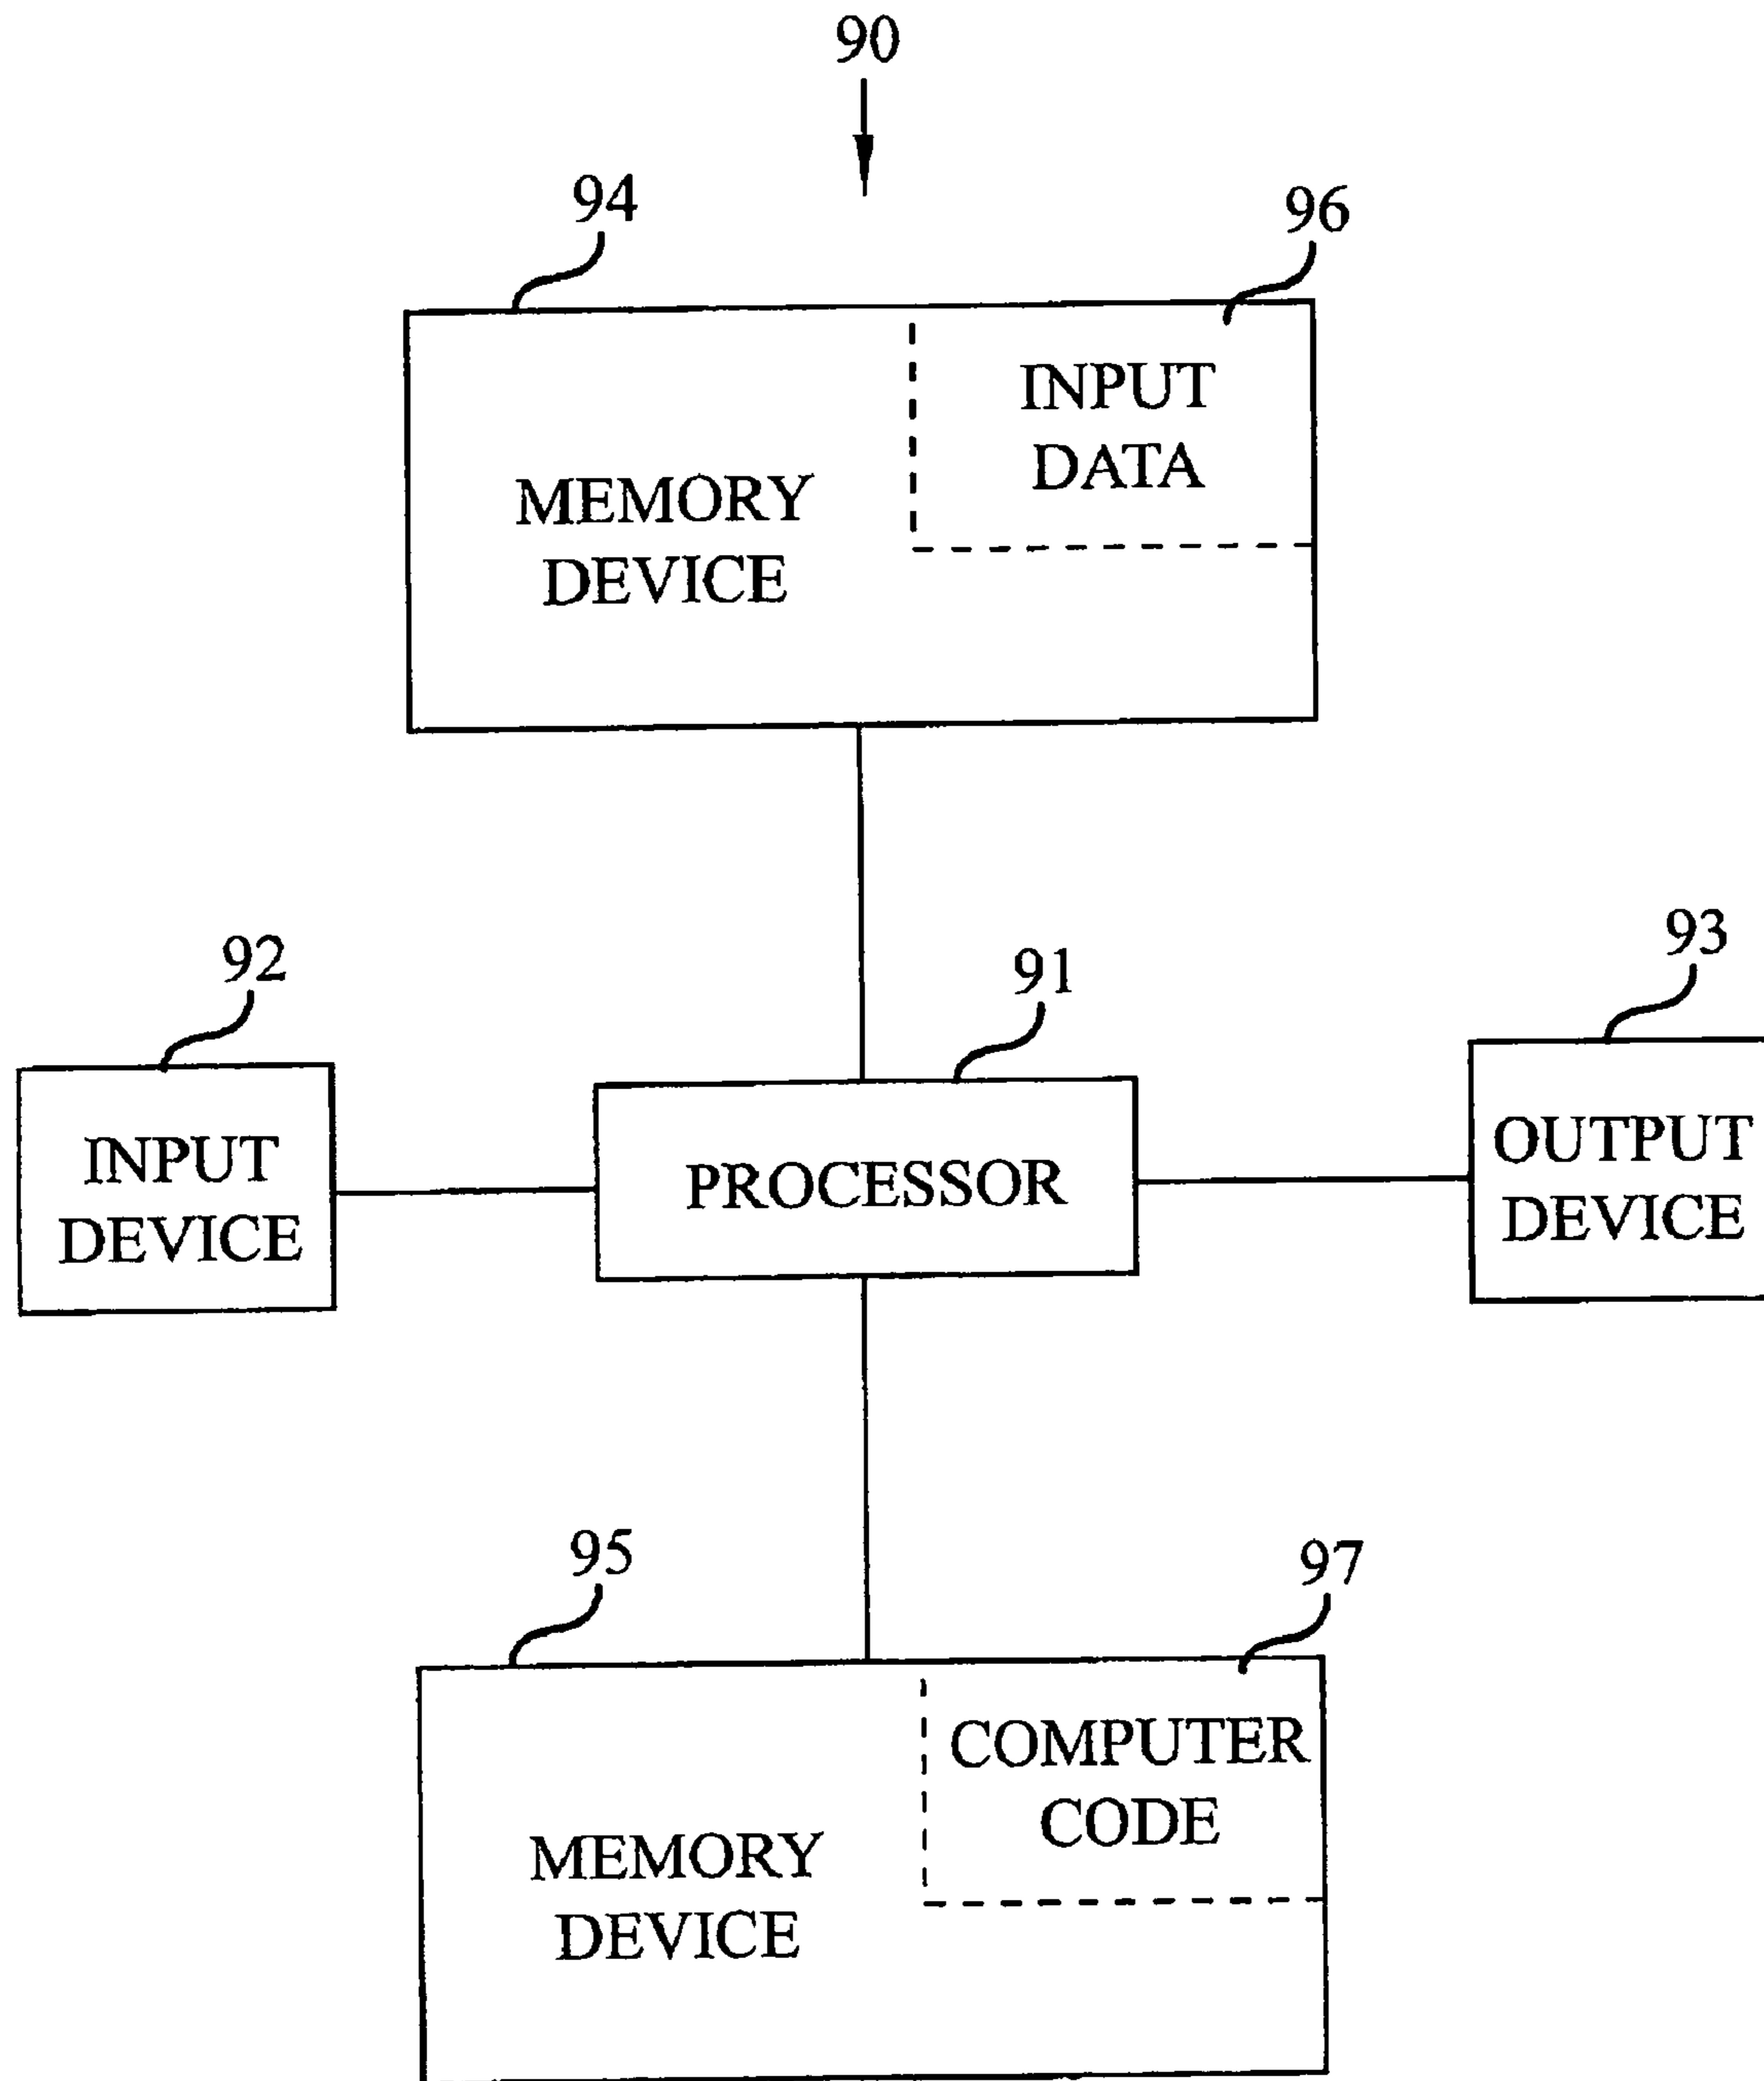 90
94
96
INPUT
DATA
MEMORY
DEVICE
92
91
93
INPUT
DEVICE
PROCESSOR
OUTPUT
DEVICE
95
97
COMPUTER
CODE
MEMORY
DEVICE